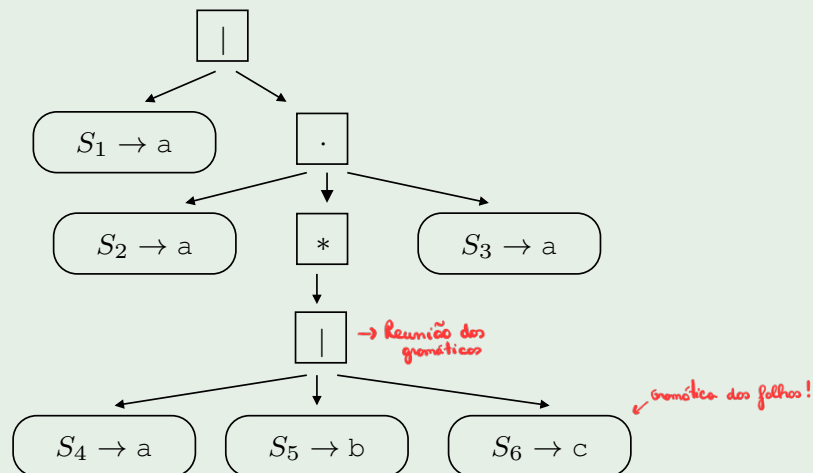 |
S₁ → a
.
S₂ → a
*
S₃ → a
|
→ Reunião das
gramáticas
Gramática das folhas!
S₄ → a
S₅ → b
S₆ → c